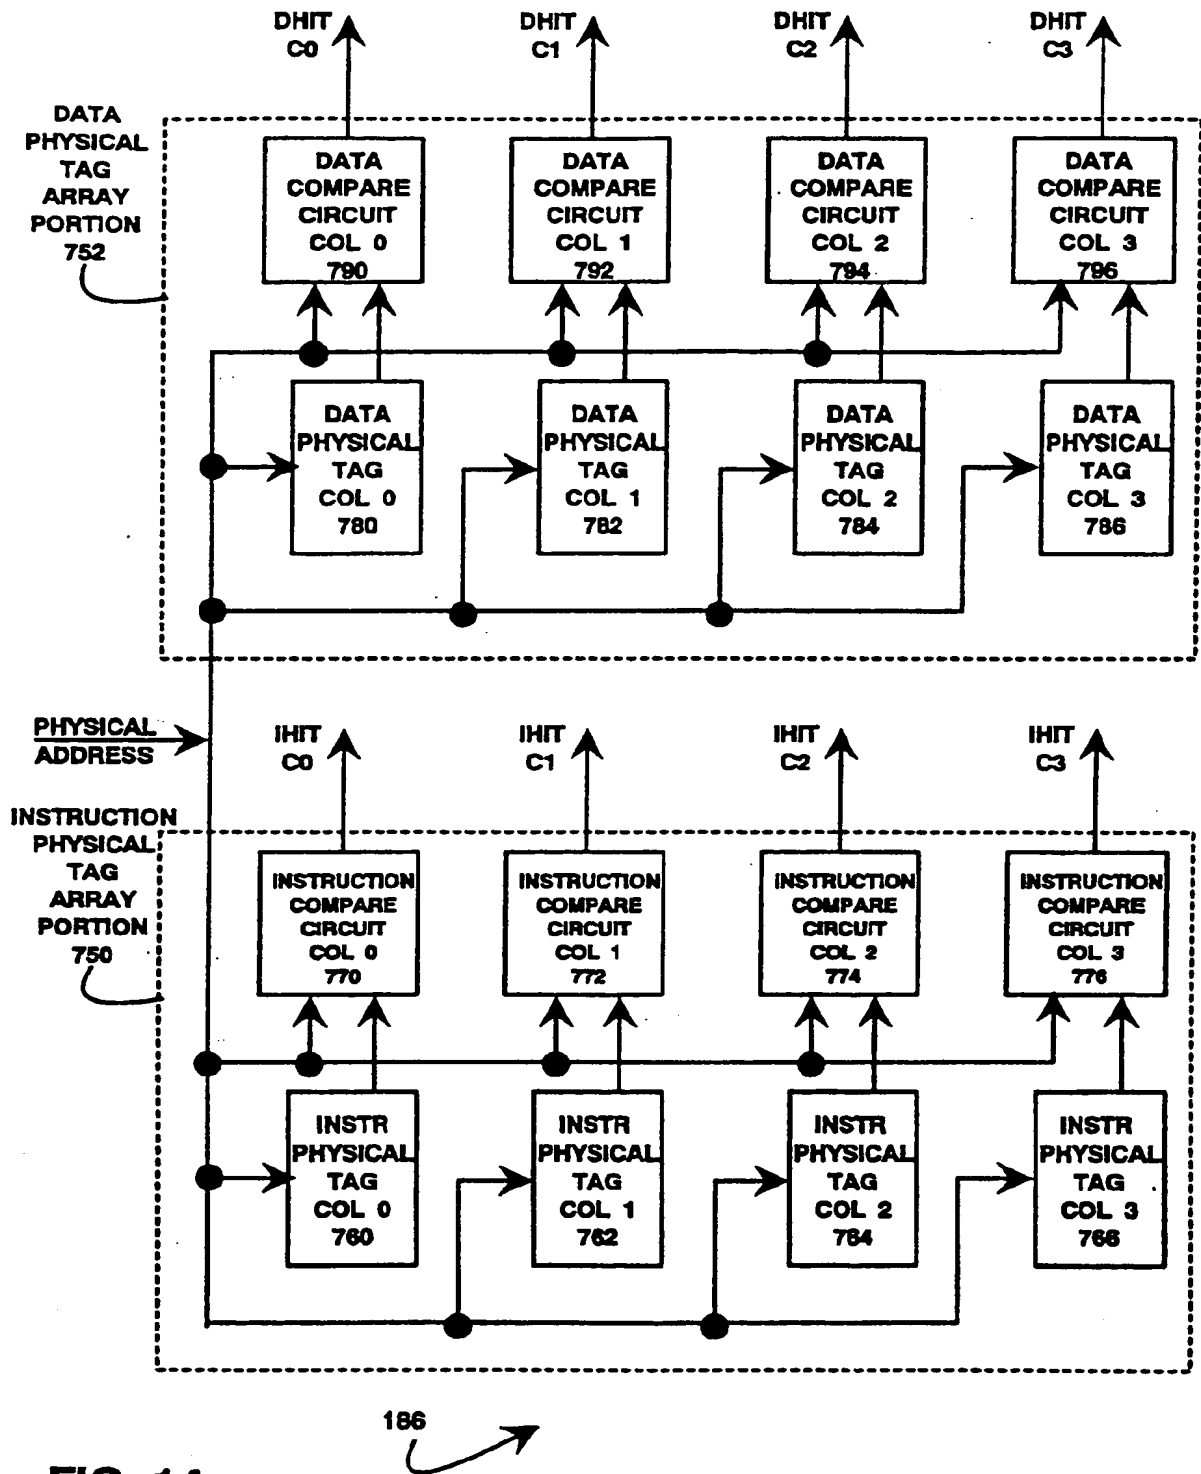 DHIT
C0
DHIT
C1
DHIT
C2
DHIT
C3
DATA
PHYSICAL
TAG
ARRAY
PORTION
752
DATA
COMPARE
CIRCUIT
COL 0
790
DATA
COMPARE
CIRCUIT
COL 1
792
DATA
COMPARE
CIRCUIT
COL 2
794
DATA
COMPARE
CIRCUIT
COL 3
796
DATA
PHYSICAL
TAG
COL 0
780
DATA
PHYSICAL
TAG
COL 1
782
DATA
PHYSICAL
TAG
COL 2
784
DATA
PHYSICAL
TAG
COL 3
786
PHYSICAL
ADDRESS
IHIT
C0
IHIT
C1
IHIT
C2
IHIT
C3
INSTRUCTION
PHYSICAL
TAG
ARRAY
PORTION
750
INSTRUCTION
COMPARE
CIRCUIT
COL 0
770
INSTRUCTION
COMPARE
CIRCUIT
COL 1
772
INSTRUCTION
COMPARE
CIRCUIT
COL 2
774
INSTRUCTION
COMPARE
CIRCUIT
COL 3
776
INSTR
PHYSICAL
TAG
COL 0
760
INSTR
PHYSICAL
TAG
COL 1
762
INSTR
PHYSICAL
TAG
COL 2
764
INSTR
PHYSICAL
TAG
COL 3
766
186